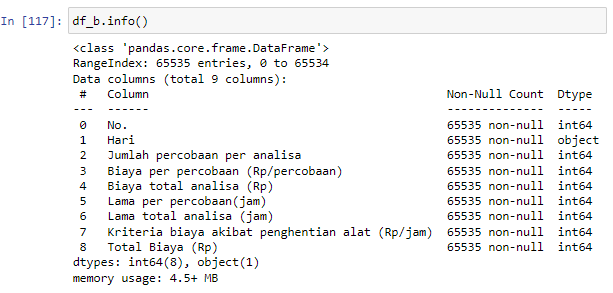 In [117]: df_b.info()
<class 'pandas.core.frame.DataFrame'>
RangeIndex: 65535 entries, 0 to 65534
Data columns (total 9 columns):
 #   Column                                           Non-Null Count  Dtype
---  ------                                           --------------  -----
 0   No.                                              65535 non-null  int64
 1   Hari                                             65535 non-null  object
 2   Jumlah percobaan per analisa                     65535 non-null  int64
 3   Biaya per percobaan (Rp/percobaan)               65535 non-null  int64
 4   Biaya total analisa (Rp)                         65535 non-null  int64
 5   Lama per percobaan(jam)                          65535 non-null  int64
 6   Lama total analisa (jam)                         65535 non-null  int64
 7   Kriteria biaya akibat penghentian alat (Rp/jam)  65535 non-null  int64
 8   Total Biaya (Rp)                                 65535 non-null  int64
dtypes: int64(8), object(1)
memory usage: 4.5+ MB